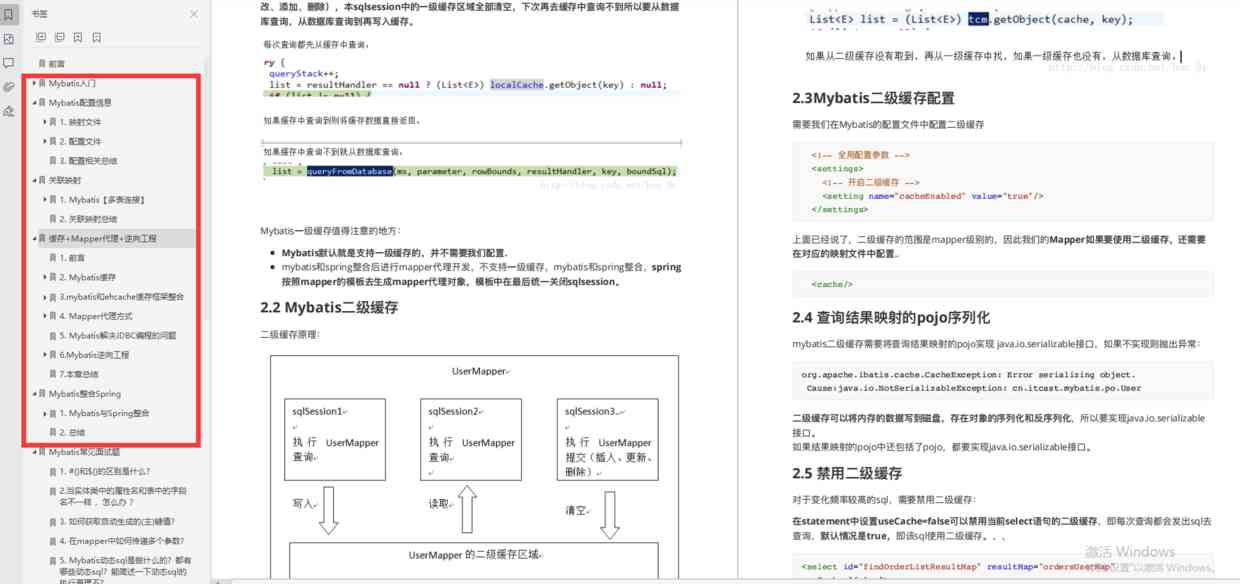 书签
前言
Mybatis入门
Mybatis配置信息
1. 映射文件
2. 配置文件
3. 配置相关总结
关联映射
1. Mybatis【多表连接】
2. 关联映射总结
缓存+Mapper代理+逆向工程
1. 前言
2. Mybatis缓存
3.mybatis和ehcache缓存框架整合
4. Mapper代理方式
5. Mybatis解决JDBC编程的问题
6.Mybatis逆向工程
7.本章总结
Mybatis整合Spring
1. Mybatis与Spring整合
2. 总结
Mybatis常见面试题
1. #{}和${}的区别是什么?
2.当实体类中的属性名和表中的字段
名不一样 ，怎么办 ？
3. 如何获取自动生成的(主)键值?
4. 在mapper中如何传递多个参数?
5. Mybatis动态sql是做什么的？都有
哪些动态sql？能简述一下动态sql的
执行原理不？
改、添加、删除），本sqlsession中的一级缓存区域全部清空，下次再去缓存中查询不到所以要从数据
库查询，从数据库查询到再写入缓存。
每次查询都先从缓存中查询，
ry {
queryStack++;
list = resultHandler == null ? (List<E>) localCache.getObject(key) : null;
if (list != null) {
如果缓存中查询到则将缓存数据直接返回。
如果缓存中查询不到就从数据库查询，
list = queryFromDatabase(ms, parameter, rowBounds, resultHandler, key, boundSql);
Mybatis一级缓存值得注意的地方：
Mybatis默认就是支持一级缓存的，并不需要我们配置.
mybatis和spring整合后进行mapper代理开发，不支持一级缓存，mybatis和spring整合，spring
按照mapper的模板去生成mapper代理对象，模板中在最后统一关闭sqlsession。
2.2 Mybatis二级缓存
二级缓存原理：
UserMapper
sqlSession1
执行 UserMapper
查询
sqlSession2
执行 UserMapper
查询
sqlSession3
执行 UserMapper
提交（插入、更新、
删除）
写入
读取
清空
UserMapper 的二级缓存区域
List<E> list = (List<E>) tcm.getObject(cache, key);
如果从二级缓存没有取到，再从一级缓存中找，如果一级缓存也没有，从数据库查询，
2.3Mybatis二级缓存配置
需要我们在Mybatis的配置文件中配置二级缓存
<!-- 全局配置参数 -->
<settings>
<!-- 开启二级缓存 -->
<setting name="cacheEnabled" value="true"/>
</settings>
上面已经说了，二级缓存的范围是mapper级别的，因此我们的Mapper如果要使用二级缓存，还需要
在对应的映射文件中配置..
<cache/>
2.4 查询结果映射的pojo序列化
mybatis二级缓存需要将查询结果映射的pojo实现 java.io.serializable接口，如果不实现则抛出异常：
org.apache.ibatis.cache.CacheException: Error serializing object.
Cause:java.io.NotSerializableException: cn.itcast.mybatis.po.User
二级缓存可以将内存的数据写到磁盘，存在对象的序列化和反序列化，所以要实现java.io.serializable
接口。
如果结果映射的pojo中还包括了pojo，都要实现java.io.serializable接口。
2.5 禁用二级缓存
对于变化频率较高的sql，需要禁用二级缓存：
在statement中设置useCache=false可以禁用当前select语句的二级缓存，即每次查询都会发出sql去
查询，默认情况是true，即该sql使用二级缓存。、、
<select id="findOrderListResultMap" resultMap="ordersUserMap"
激活 Windows
转到"设置"以激活 Windows。